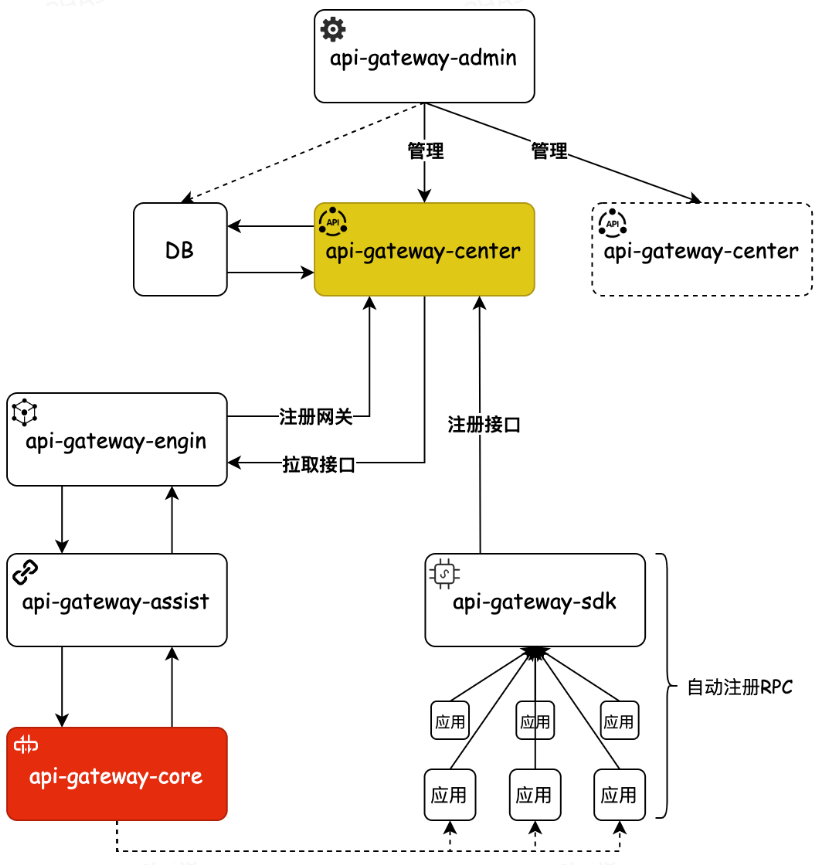 api-gateway-admin
管理
管理
DB
API
api-gateway-center
API
api-gateway-center
api-gateway-engin
注册网关
拉取接口
注册接口
api-gateway-assist
api-gateway-sdk
自动注册RPC
应用
应用
应用
api-gateway-core
应用
应用
应用